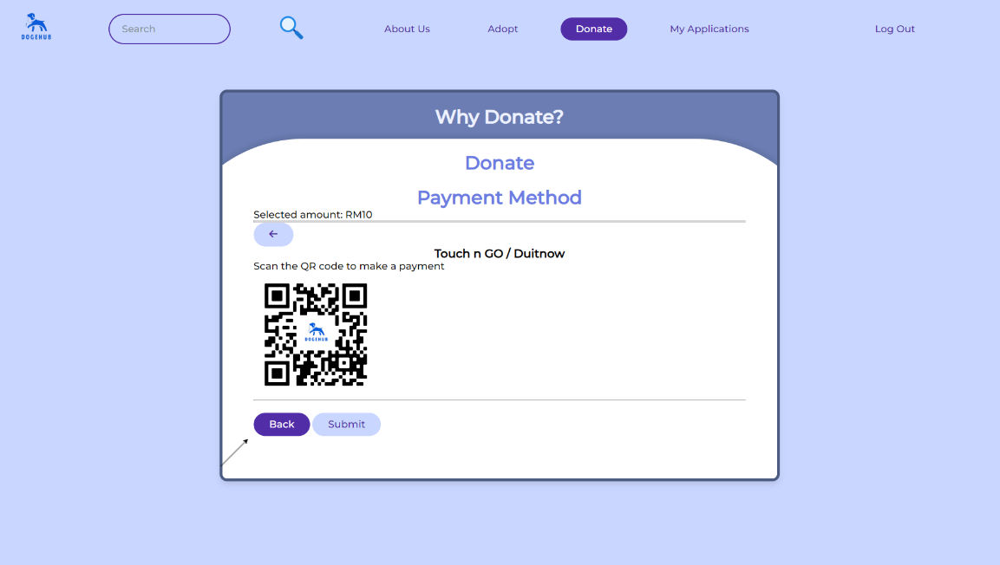 DOGEHUB
Search
About Us
Adopt
Donate
My Applications
Log Out
Why Donate?
Donate
Payment Method
Selected amount: RM10
←
Touch n GO / Duitnow
Scan the QR code to make a payment
DOGEHUB
Back
Submit